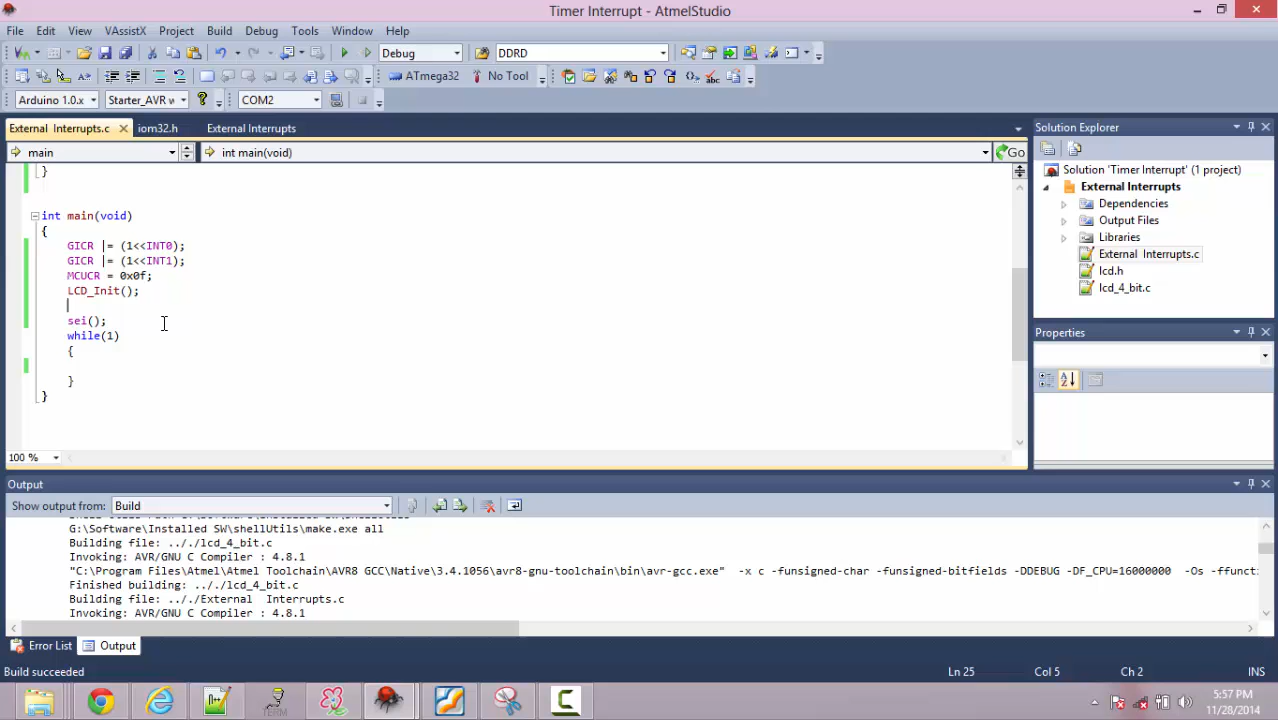 Timer Interrupt - AtmelStudio
File Edit View VAssistX Project Build Debug Tools Window Help
Debug DDRD
ATmega32 No Tool
Arduino 1.0.x Starter_AVR w COM2
External Interrupts.c iom32.h External Interrupts
main int main(void) Go
}
int main(void)
{
GICR |= (1<<INT0);
GICR |= (1<<INT1);
MCUCR = 0x0f;
LCD_Init();
sei();
while(1)
{
}
}
100 %
Solution Explorer
Solution 'Timer Interrupt' (1 project)
External Interrupts
Dependencies
Output Files
Libraries
External Interrupts.c
lcd.h
lcd_4_bit.c
Properties
Output
Show output from: Build
G:\Software\Installed SW\shellUtils\make.exe all
Building file: .././lcd_4_bit.c
Invoking: AVR/GNU C Compiler : 4.8.1
"C:\Program Files\Atmel\Atmel Toolchain\AVR8 GCC\Native\3.4.1056\avr8-gnu-toolchain\bin\avr-gcc.exe" -x c -funsigned-char -funsigned-bitfields -DDEBUG -DF_CPU=16000000 -Os -ffuncti
Finished building: .././lcd_4_bit.c
Building file: .././External Interrupts.c
Invoking: AVR/GNU C Compiler : 4.8.1
Error List Output
Build succeeded Ln 25 Col 5 Ch 2 INS
TERM
5:57 PM
11/28/2014